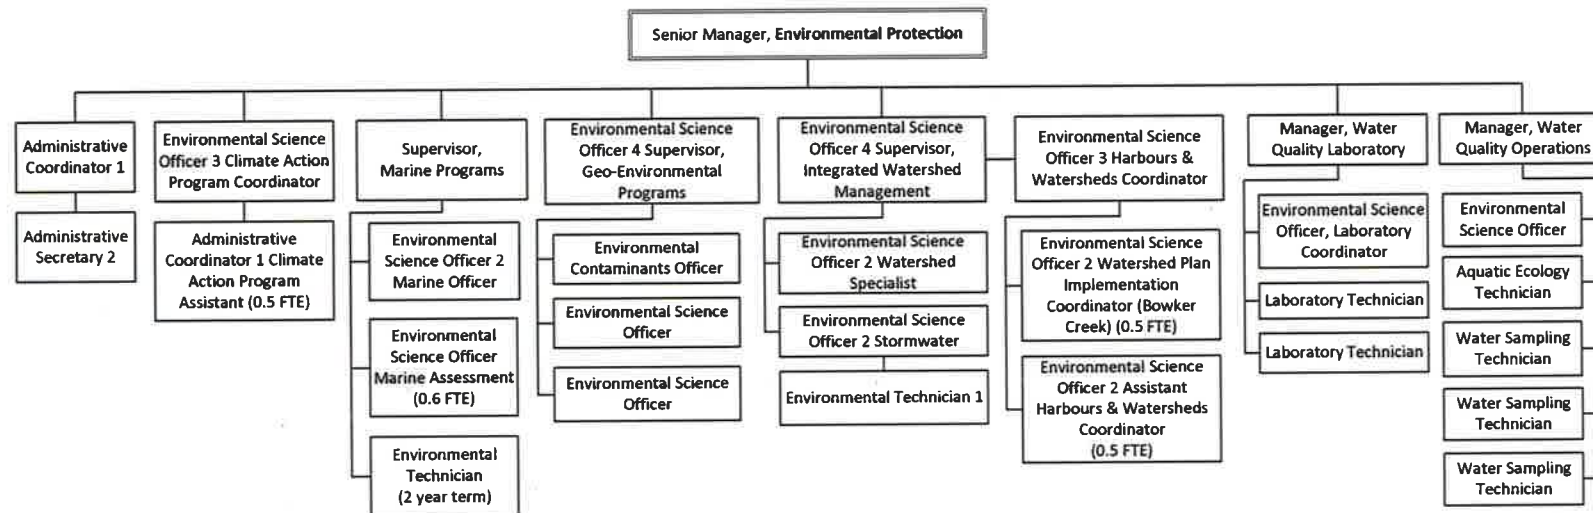 Senior Manager, Environmental Protection
Administrative
Coordinator 1
Administrative
Secretary 2
Environmental Science
Officer 3 Climate Action
Program Coordinator
Administrative
Coordinator 1 Climate
Action Program
Assistant (0.5 FTE)
Supervisor,
Marine Programs
Environmental
Science Officer 2
Marine Officer
Environmental
Science Officer
Marine Assessment
(0.6 FTE)
Environmental
Technician
(2 year term)
Environmental Science
Officer 4 Supervisor,
Geo-Environmental
Programs
Environmental
Contaminants Officer
Environmental Science
Officer
Environmental Science
Officer
Environmental Science
Officer 4 Supervisor,
Integrated Watershed
Management
Environmental Science
Officer 2 Watershed
Specialist
Environmental Science
Officer 2 Stormwater
Environmental Technician 1
Environmental Science
Officer 3 Harbours &
Watersheds Coordinator
Environmental Science
Officer 2 Watershed Plan
Implementation
Coordinator (Bowker
Creek) (0.5 FTE)
Environmental Science
Officer 2 Assistant
Harbours & Watersheds
Coordinator
(0.5 FTE)
Manager, Water
Quality Laboratory
Environmental Science
Officer, Laboratory
Coordinator
Laboratory Technician
Laboratory Technician
Manager, Water
Quality Operations
Environmental
Science Officer
Aquatic Ecology
Technician
Water Sampling
Technician
Water Sampling
Technician
Water Sampling
Technician